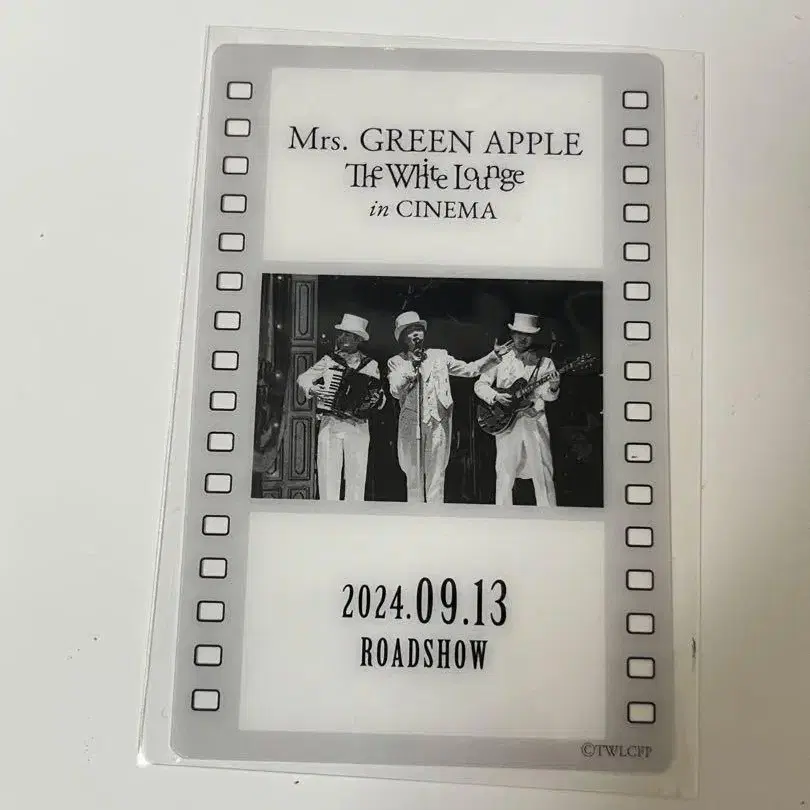 Mrs. GREEN APPLE
The White Lounge
in CINEMA
2024.09.13
ROADSHOW
©TWLCFP